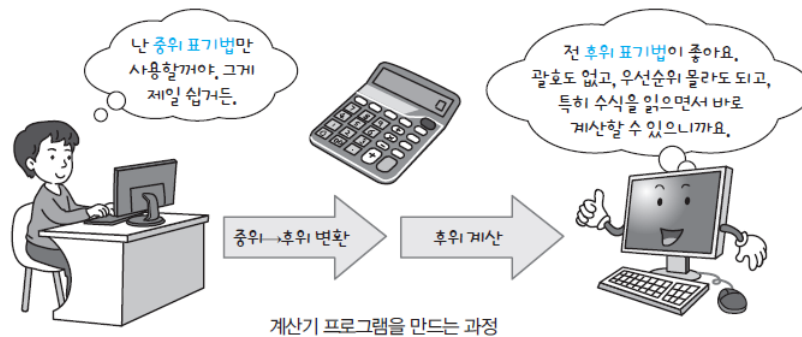 난 중위 표기법만
사용할꺼야. 그게
제일 쉽거든.
전 후위 표기법이 좋아요.
괄호도 없고, 우선순위 몰라도 되고,
특히 수식을 읽으면서 바로
계산할 수 있으니까요.
중위→후위 변환
후위 계산
계산기 프로그램을 만드는 과정